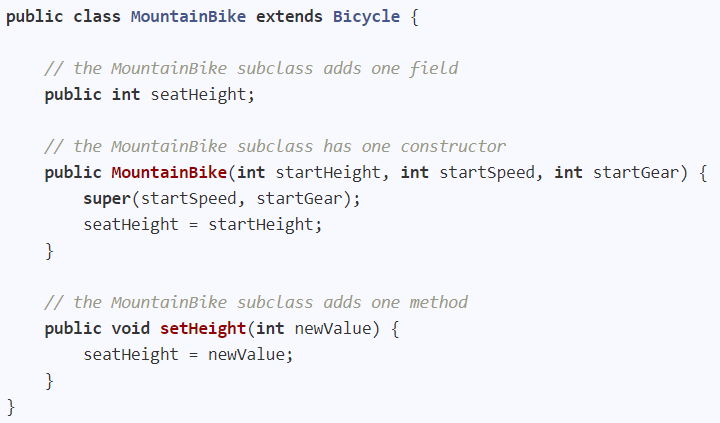 public class MountainBike extends Bicycle {

    // the MountainBike subclass adds one field
    public int seatHeight;

    // the MountainBike subclass has one constructor
    public MountainBike(int startHeight, int startSpeed, int startGear) {
        super(startSpeed, startGear);
        seatHeight = startHeight;
    }

    // the MountainBike subclass adds one method
    public void setHeight(int newValue) {
        seatHeight = newValue;
    }
}